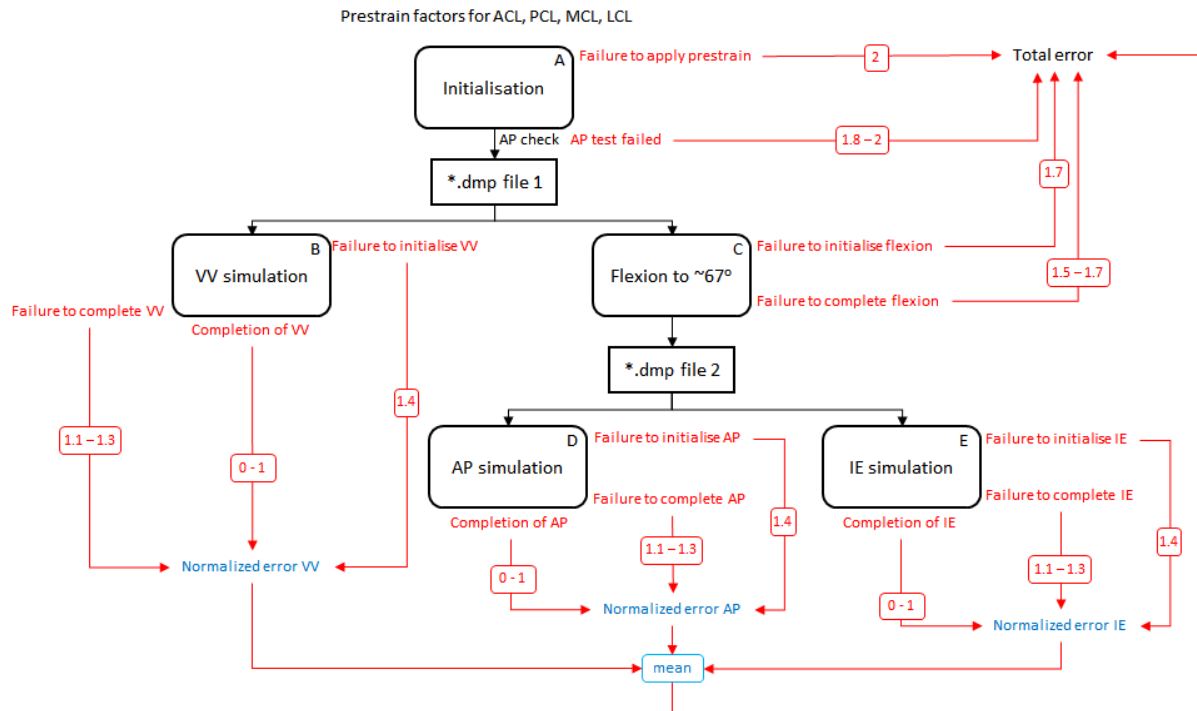 Prestrain factors for ACL, PCL, MCL, LCL
A
Initialisation
Failure to apply prestrain
2
Total error
AP check
AP test failed
1.8 – 2
*.dmp file 1
1.7
B
VV simulation
Failure to initialise VV
C
Flexion to ~67º
Failure to initialise flexion
1.5 – 1.7
Failure to complete flexion
Failure to complete VV
Completion of VV
*.dmp file 2
1.4
1.1 – 1.3
0 - 1
D
AP simulation
Failure to initialise AP
Failure to complete AP
Completion of AP
1.4
1.1 – 1.3
0 - 1
E
IE simulation
Failure to initialise IE
Failure to complete IE
Completion of IE
1.4
1.1 – 1.3
0 - 1
Normalized error VV
Normalized error AP
Normalized error IE
mean